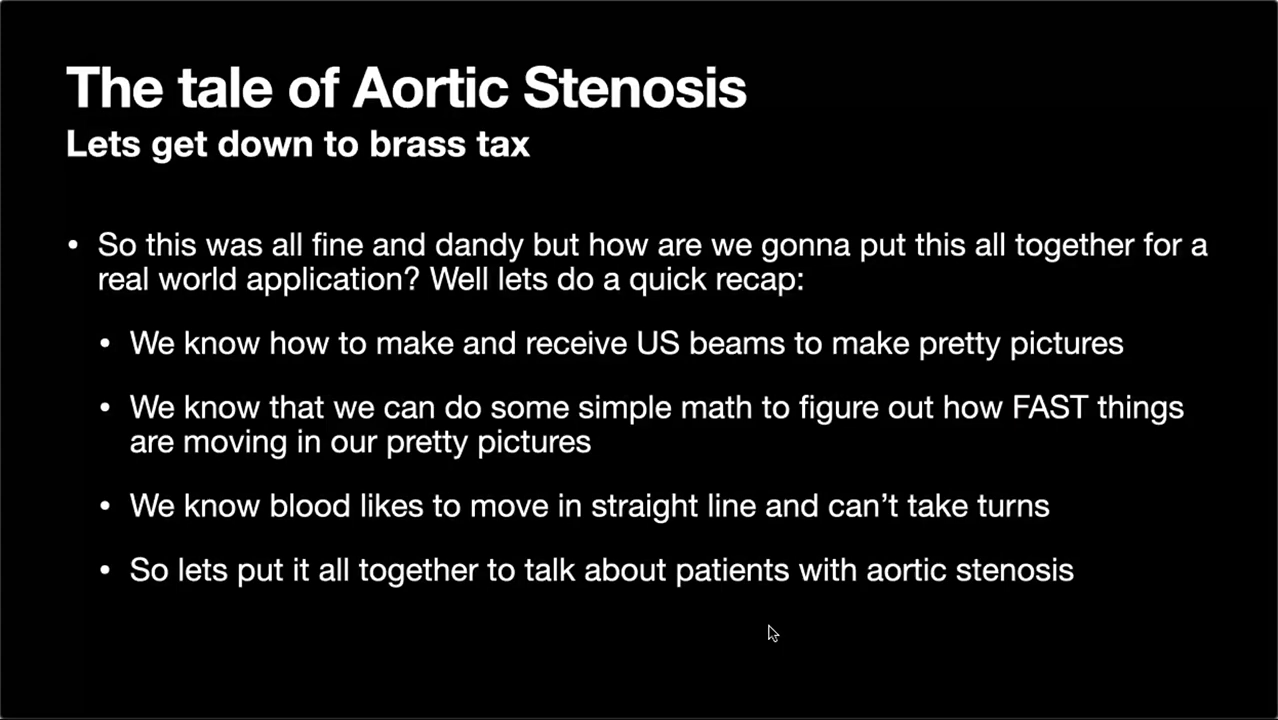 The tale of Aortic Stenosis
Lets get down to brass tax
• So this was all fine and dandy but how are we gonna put this all together for a
real world application? Well lets do a quick recap:
• We know how to make and receive US beams to make pretty pictures
• We know that we can do some simple math to figure out how FAST things
are moving in our pretty pictures
• We know blood likes to move in straight line and can’t take turns
• So lets put it all together to talk about patients with aortic stenosis